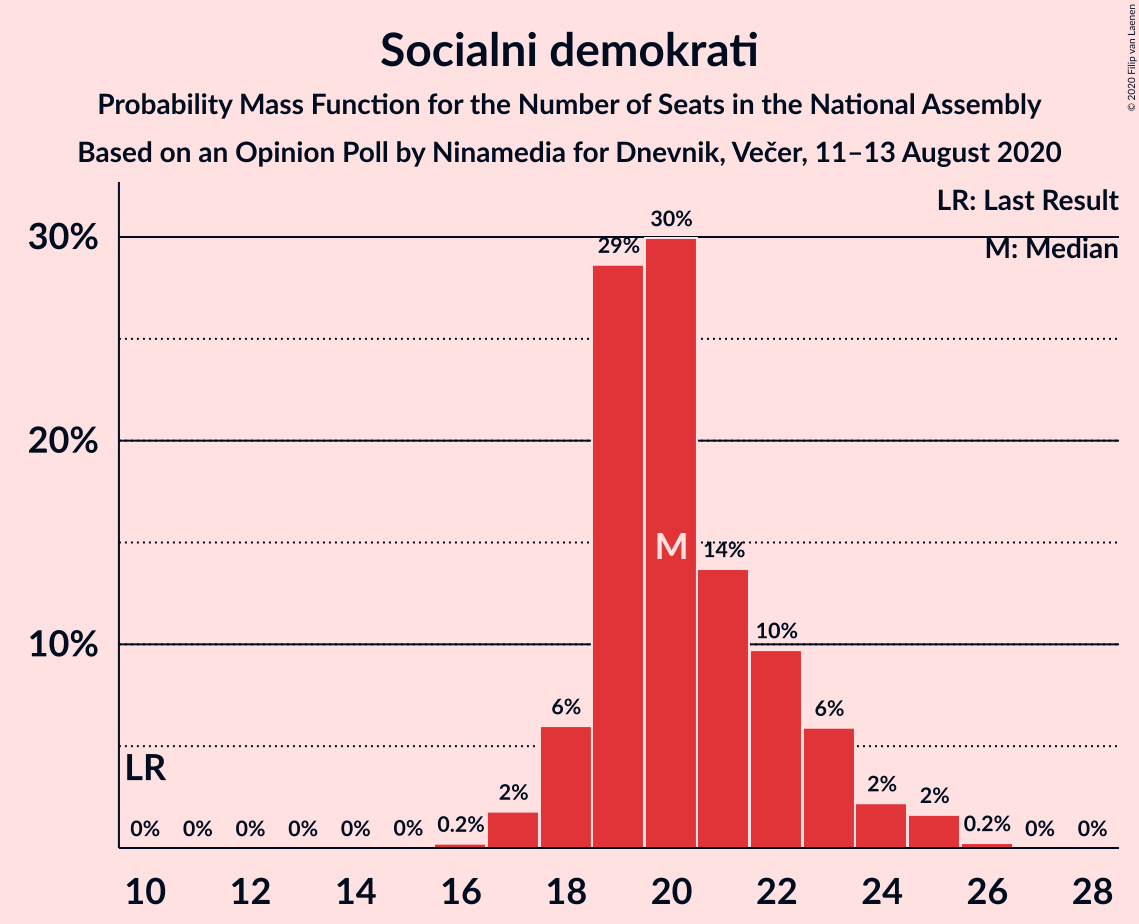 Socialni demokrati
Probability Mass Function for the Number of Seats in the National Assembly
Based on an Opinion Poll by Ninamedia for Dnevnik, Večer, 11–13 August 2020
© 2020 Filip van Laenen
LR: Last Result
M: Median
30%
20%
10%
LR
M
0%
0%
0%
0%
0%
0%
0.2%
2%
6%
29%
30%
14%
10%
6%
2%
2%
0.2%
0%
0%
10 12 14 16 18 20 22 24 26 28